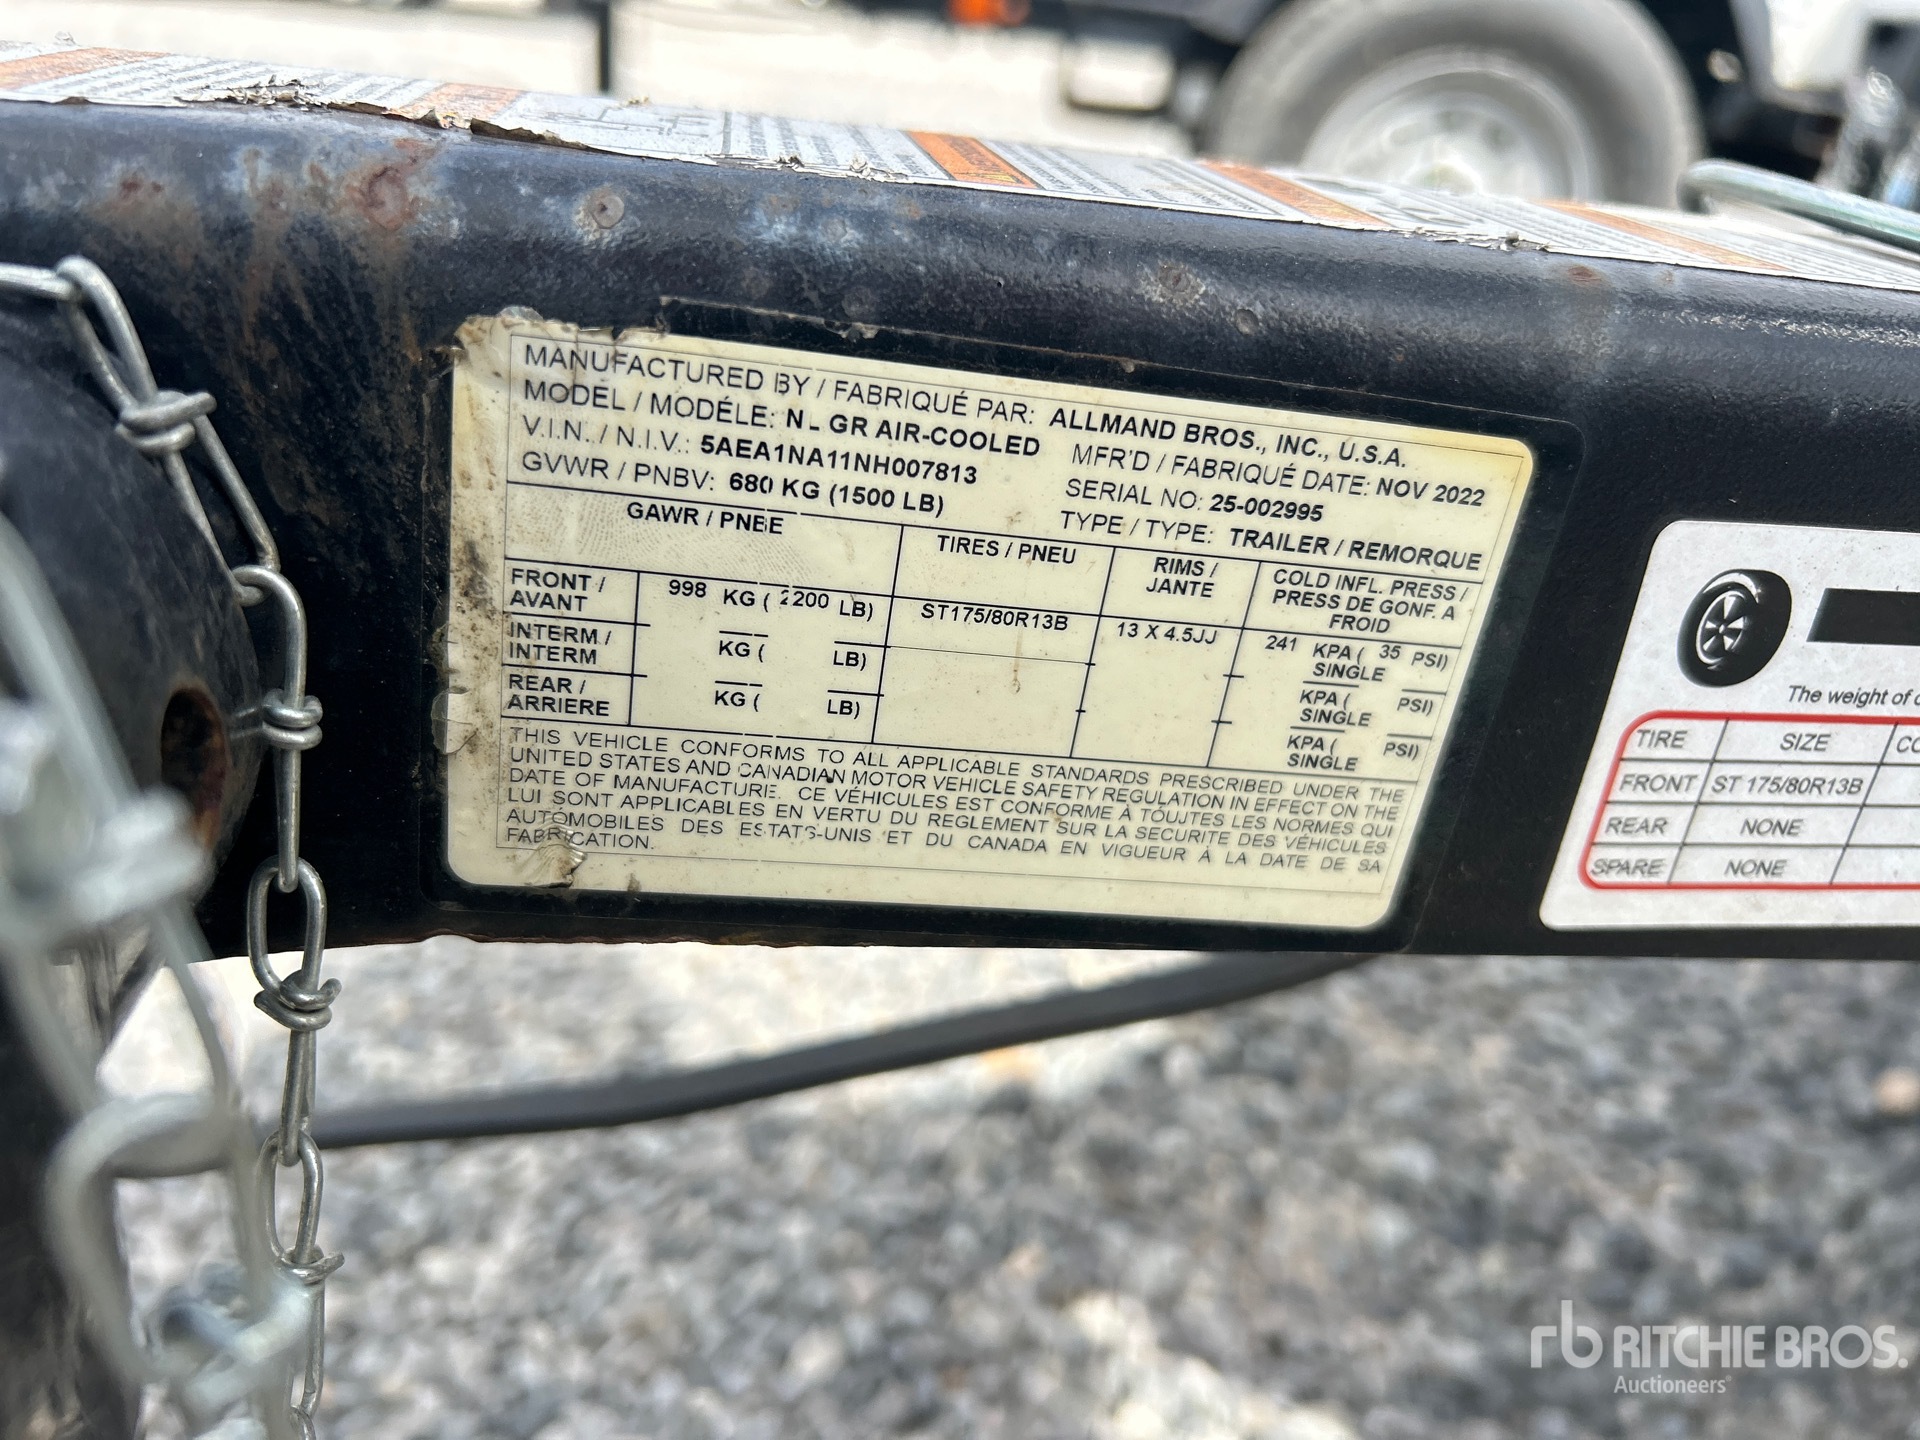 MANUFACTURED BY / FABRIQUÉ PAR: ALLMAND BROS., INC., U.S.A.
MODEL / MODÉLE: N- GR AIR-COOLED MFR'D / FABRIQUÉ DATE: NOV 2022
V.I.N. / N.I.V.: 5AEA1NA11NH007813 SERIAL NO: 25-002995
GVWR / PNBV: 680 KG (1500 LB) TYPE / TYPE: TRAILER / REMORQUE
GAWR / PNBE TIRES / PNEU RIMS / JANTE COLD INFL. PRESS / PRESS DE GONF. A FROID
FRONT / AVANT 998 KG ( 2200 LB) ST175/80R13B 13 X 4.5JJ 241 KPA ( 35 PSI) SINGLE
INTERM / INTERM KG ( LB) KPA ( PSI) SINGLE
REAR / ARRIERE KG ( LB) KPA ( PSI) SINGLE
THIS VEHICLE CONFORMS TO ALL APPLICABLE STANDARDS PRESCRIBED UNDER THE
UNITED STATES AND CANADIAN MOTOR VEHICLE SAFETY REGULATION IN EFFECT ON THE
DATE OF MANUFACTURE. CE VÉHICULES EST CONFORME À TOUTES LES NORMES QUI
LUI SONT APPLICABLES EN VERTU DU REGLEMENT SUR LA SECURITE DES VÉHICULES
AUTOMOBILES DES ESTATS-UNIS ET DU CANADA EN VIGUEUR À LA DATE DE SA
FABRICATION.
The weight of
TIRE SIZE
FRONT ST 175/80R13B
REAR NONE
SPARE NONE
rb RITCHIE BROS.
Auctioneers